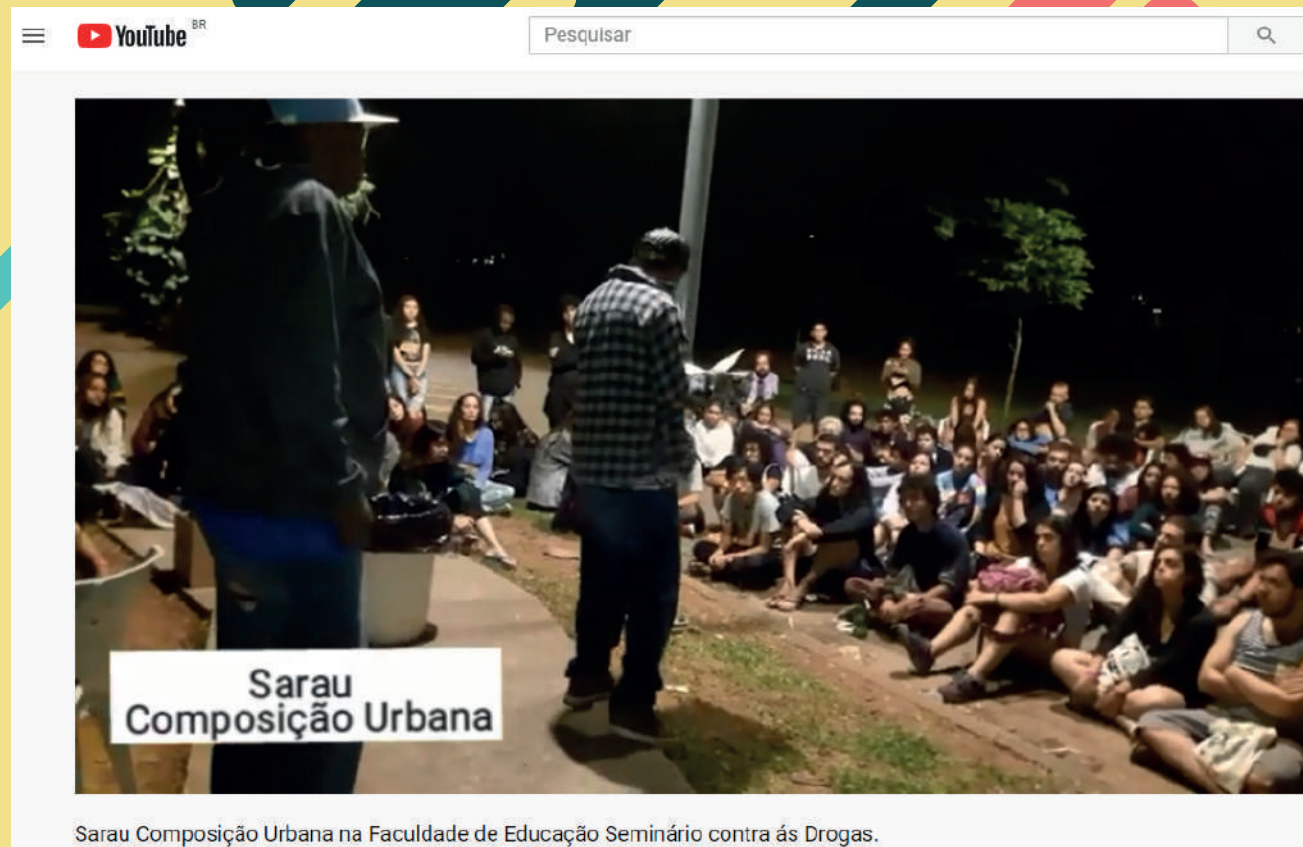 YouTube BR
Pesquisar
Sarau
Composição Urbana
Sarau Composição Urbana na Faculdade de Educação Seminário contra ás Drogas.